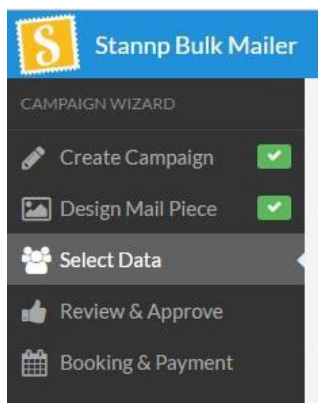 S Stannp Bulk Mailer
CAMPAIGN WIZARD
Create Campaign
Design Mail Piece
Select Data
Review & Approve
Booking & Payment